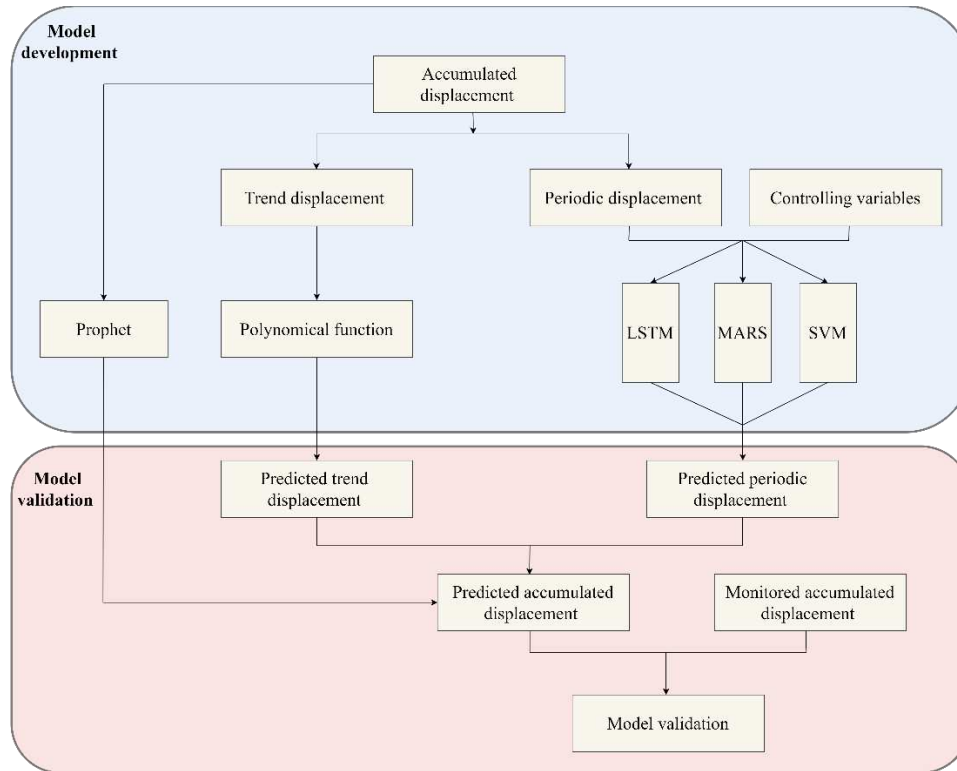 Model
development
Accumulated
displacement
Trend displacement
Periodic displacement
Controlling variables
Prophet
Polynomical function
LSTM
MARS
SVM
Model
validation
Predicted trend
displacement
Predicted periodic
displacement
Predicted accumulated
displacement
Monitored accumulated
displacement
Model validation